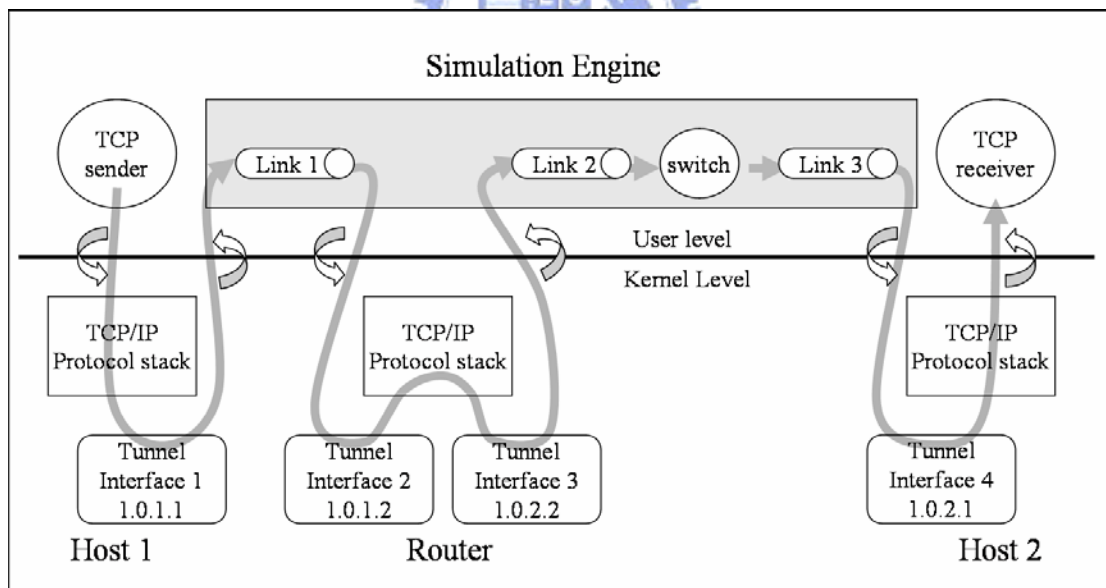 Simulation Engine
TCP
sender
Link 1
Link 2
switch
Link 3
TCP
receiver
User level
Kernel Level
TCP/IP
Protocol stack
TCP/IP
Protocol stack
TCP/IP
Protocol stack
Tunnel
Interface 1
1.0.1.1
Tunnel
Interface 2
1.0.1.2
Tunnel
Interface 3
1.0.2.2
Tunnel
Interface 4
1.0.2.1
Host 1
Router
Host 2